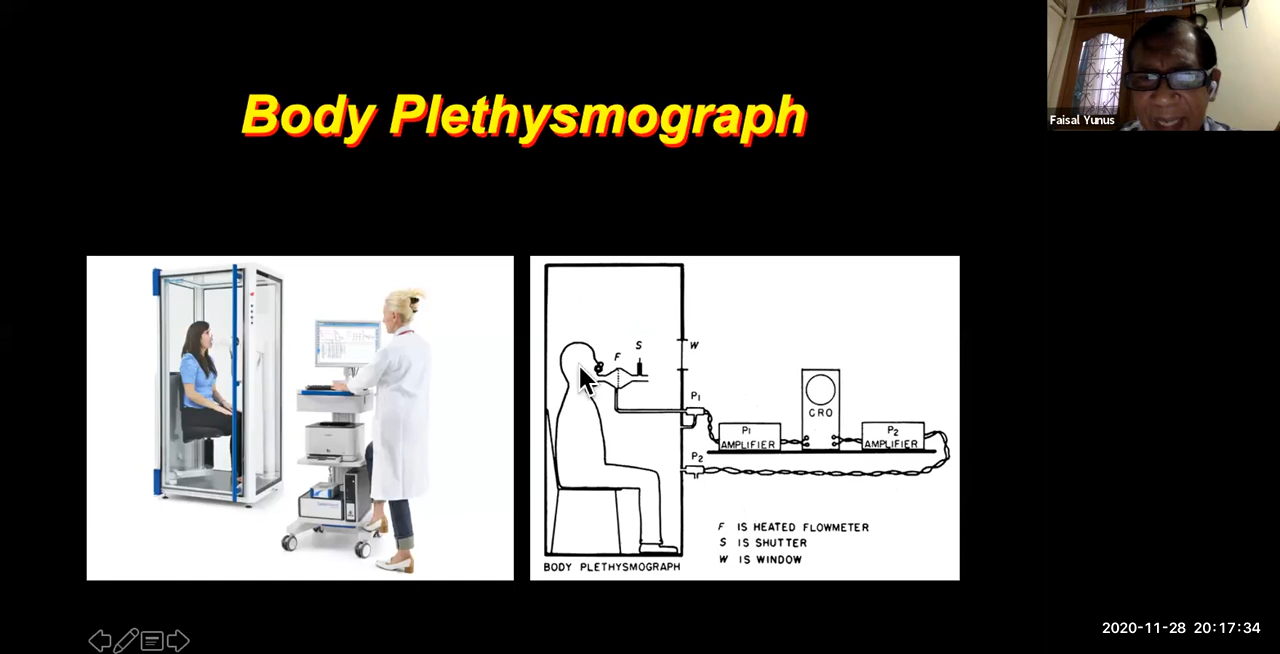 Body Plethysmograph
Faisal Yunus
F
S
W
P1
P1
AMPLIFIER
CRO
P2
AMPLIFIER
P2
F IS HEATED FLOWMETER
S IS SHUTTER
W IS WINDOW
BODY PLETHYSMOGRAPH
2020-11-28 20:17:34